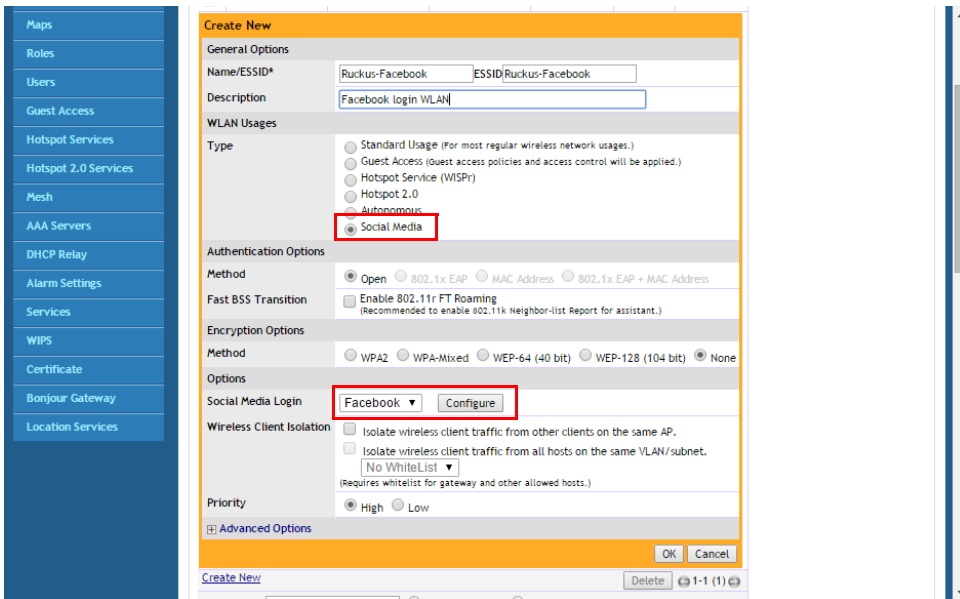 Maps
Roles
Users
Guest Access
Hotspot Services
Hotspot 2.0 Services
Mesh
AAA Servers
DHCP Relay
Alarm Settings
Services
WIPS
Certificate
Bonjour Gateway
Location Services
Create New
General Options
Name/ESSID* Ruckus-Facebook ESSID Ruckus-Facebook
Description Facebook login WLAN
WLAN Usages
Type Standard Usage (For most regular wireless network usages.)
Guest Access (Guest access policies and access control will be applied.)
Hotspot Service (WISPr)
Hotspot 2.0
Autonomous
Social Media
Authentication Options
Method Open 802.1x EAP MAC Address 802.1x EAP + MAC Address
Fast BSS Transition Enable 802.11r FT Roaming
(Recommended to enable 802.11k Neighbor-list Report for assistant.)
Encryption Options
Method WPA2 WPA-Mixed WEP-64 (40 bit) WEP-128 (104 bit) None
Options
Social Media Login Facebook Configure
Wireless Client Isolation Isolate wireless client traffic from other clients on the same AP.
Isolate wireless client traffic from all hosts on the same VLAN/subnet.
No WhiteList
(Requires whitelist for gateway and other allowed hosts.)
Priority High Low
Advanced Options
OK Cancel
Create New Delete 1-1 (1)